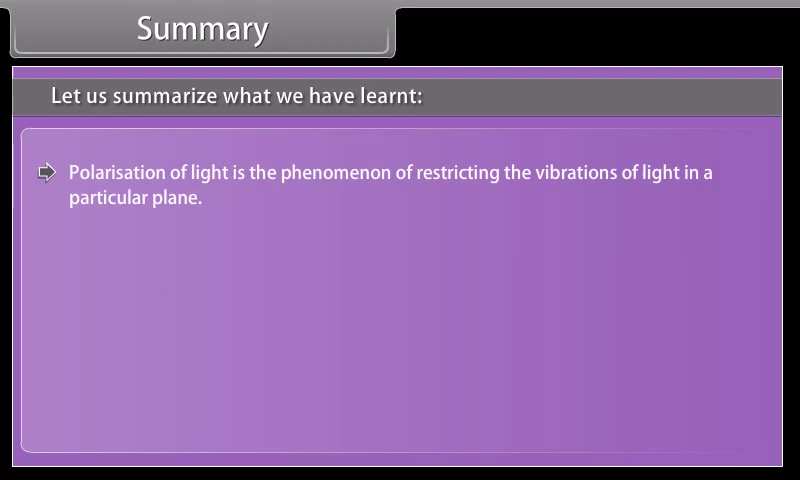 Summary
Let us summarize what we have learnt:
Polarisation of light is the phenomenon of restricting the vibrations of light in a
particular plane.